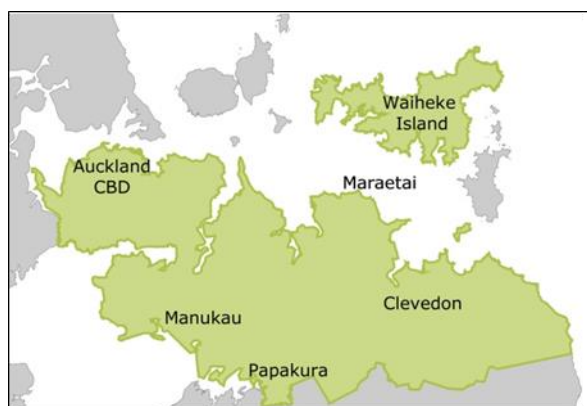 Waiheke
Island
Auckland
CBD
Maraetai
Clevedon
Manukau
Papakura